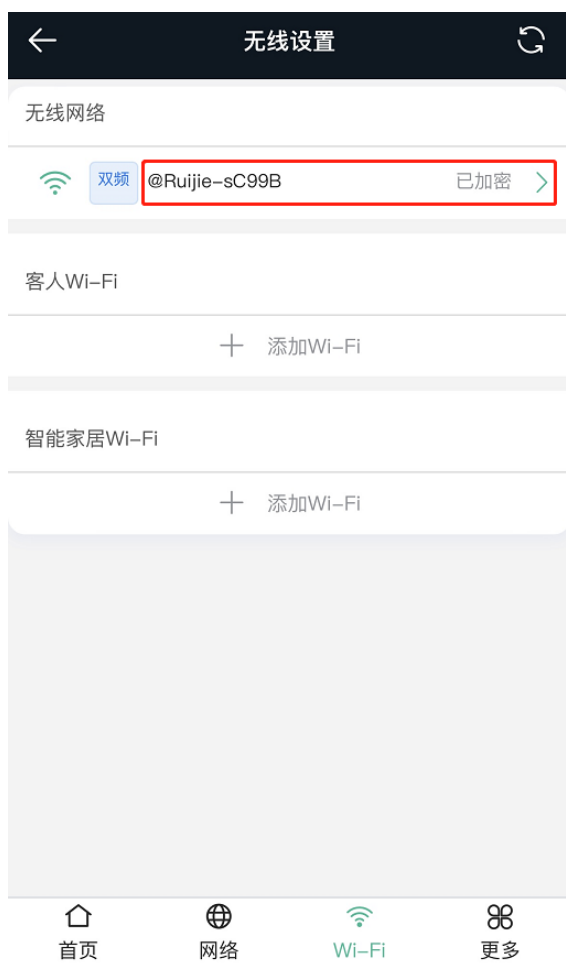 无线设置
无线网络
双频 @Ruijie-sC99B 已加密
客人Wi-Fi
添加Wi-Fi
智能家居Wi-Fi
添加Wi-Fi
首页 网络 Wi-Fi 更多